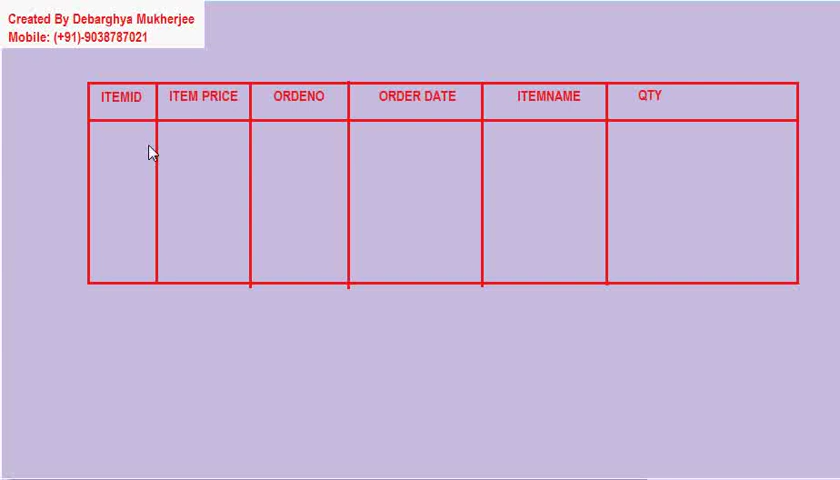 Created By Debarghya Mukherjee
Mobile: (+91)-9038787021
ITEMID ITEM PRICE ORDENO ORDER DATE ITEMNAME QTY